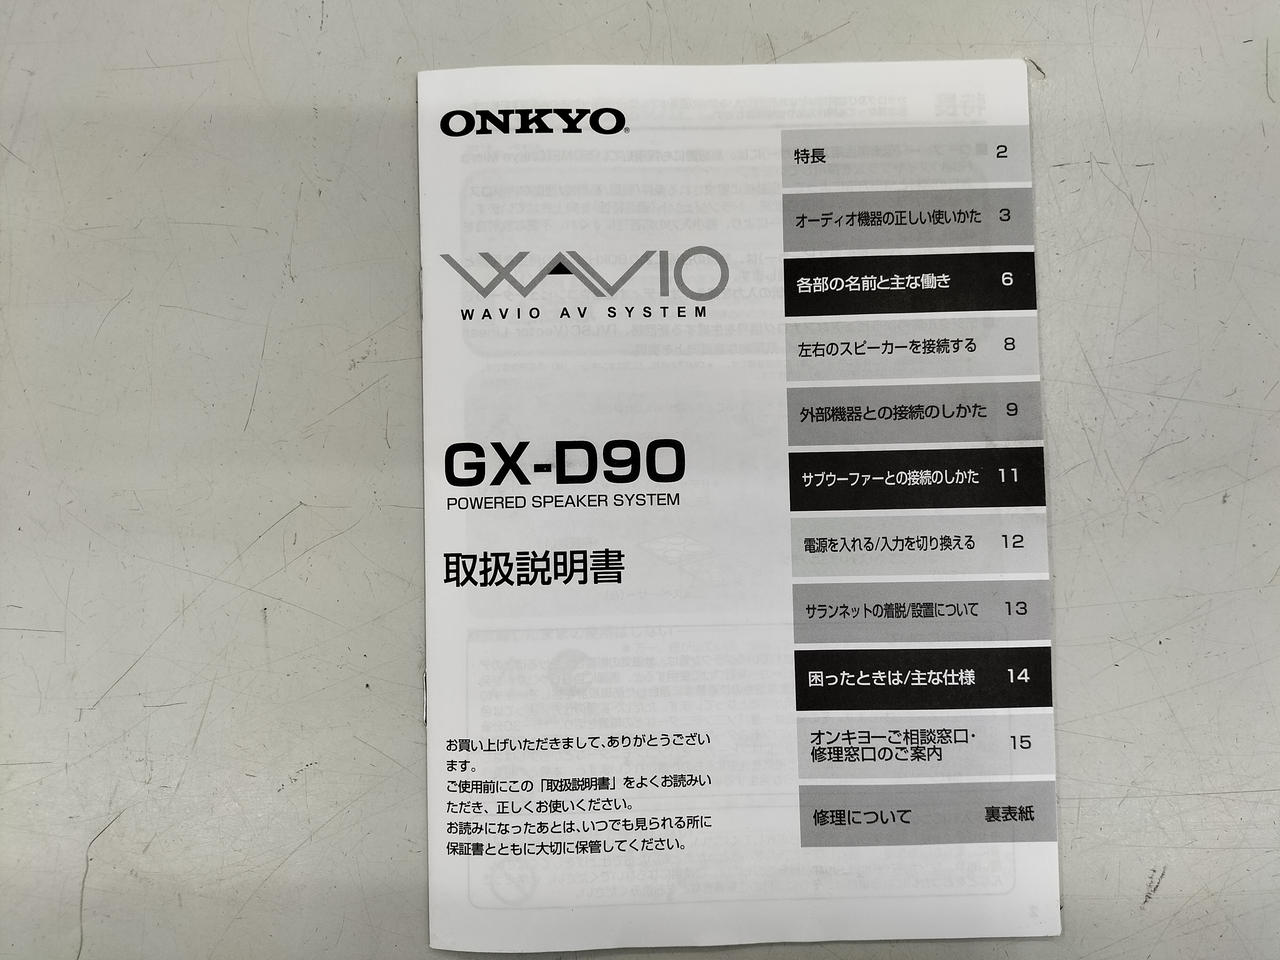 ONKYO®
WAVIO
WAVIO AV SYSTEM
GX-D90
POWERED SPEAKER SYSTEM
取扱説明書
お買い上げいただきまして、ありがとうござい
ます。
ご使用前にこの「取扱説明書」をよくお読みい
ただき、正しくお使いください。
お読みになったあとは、いつでも見られる所に
保証書とともに大切に保管してください。
特長 2
オーディオ機器の正しい使いかた 3
各部の名前と主な働き 6
左右のスピーカーを接続する 8
外部機器との接続のしかた 9
サブウーファーとの接続のしかた 11
電源を入れる/入力を切り換える 12
サランネットの着脱/設置について 13
困ったときは/主な仕様 14
オンキヨーご相談窓口・
修理窓口のご案内 15
修理について 裏表紙